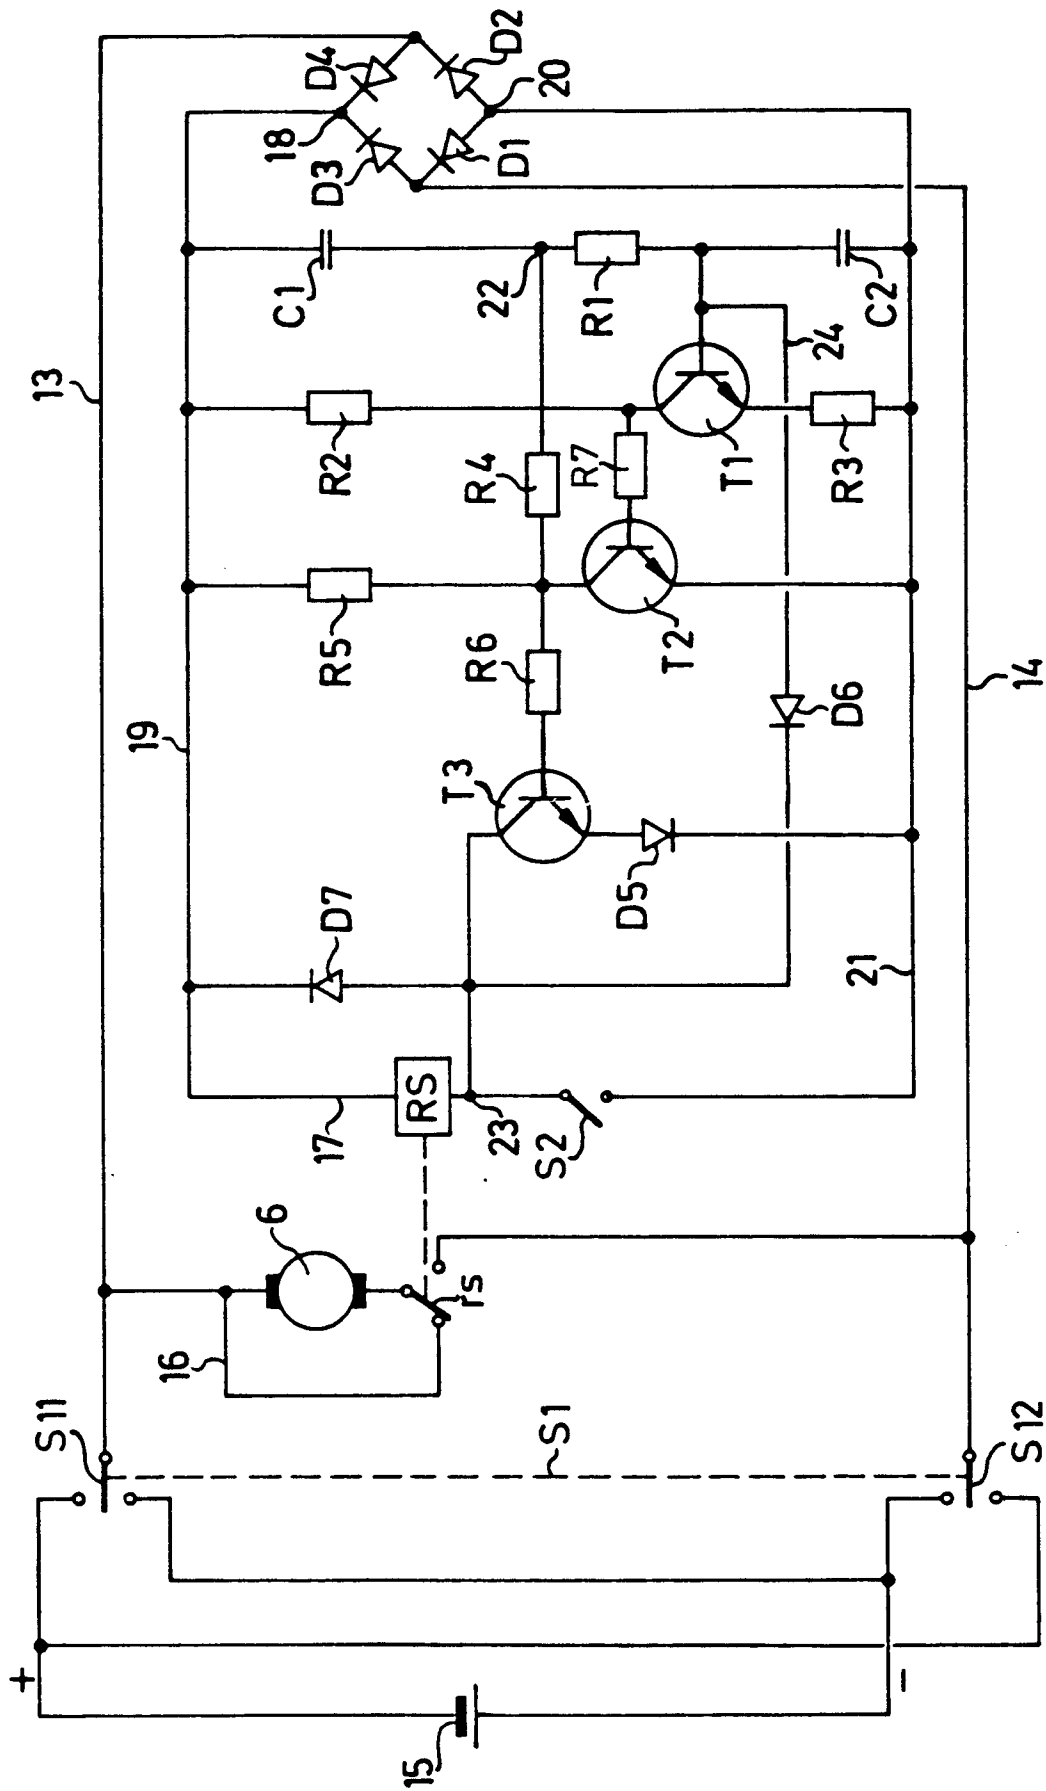 13
D4
D2
18
20
D3
D1
C1
22
R1
C2
24
R2
R4
R7
T1
R3
R5
R6
T2
19
T3
D6
14
D7
D5
21
17
RS
23
S2
6
rs
16
S11
S1
S12
+
-
15